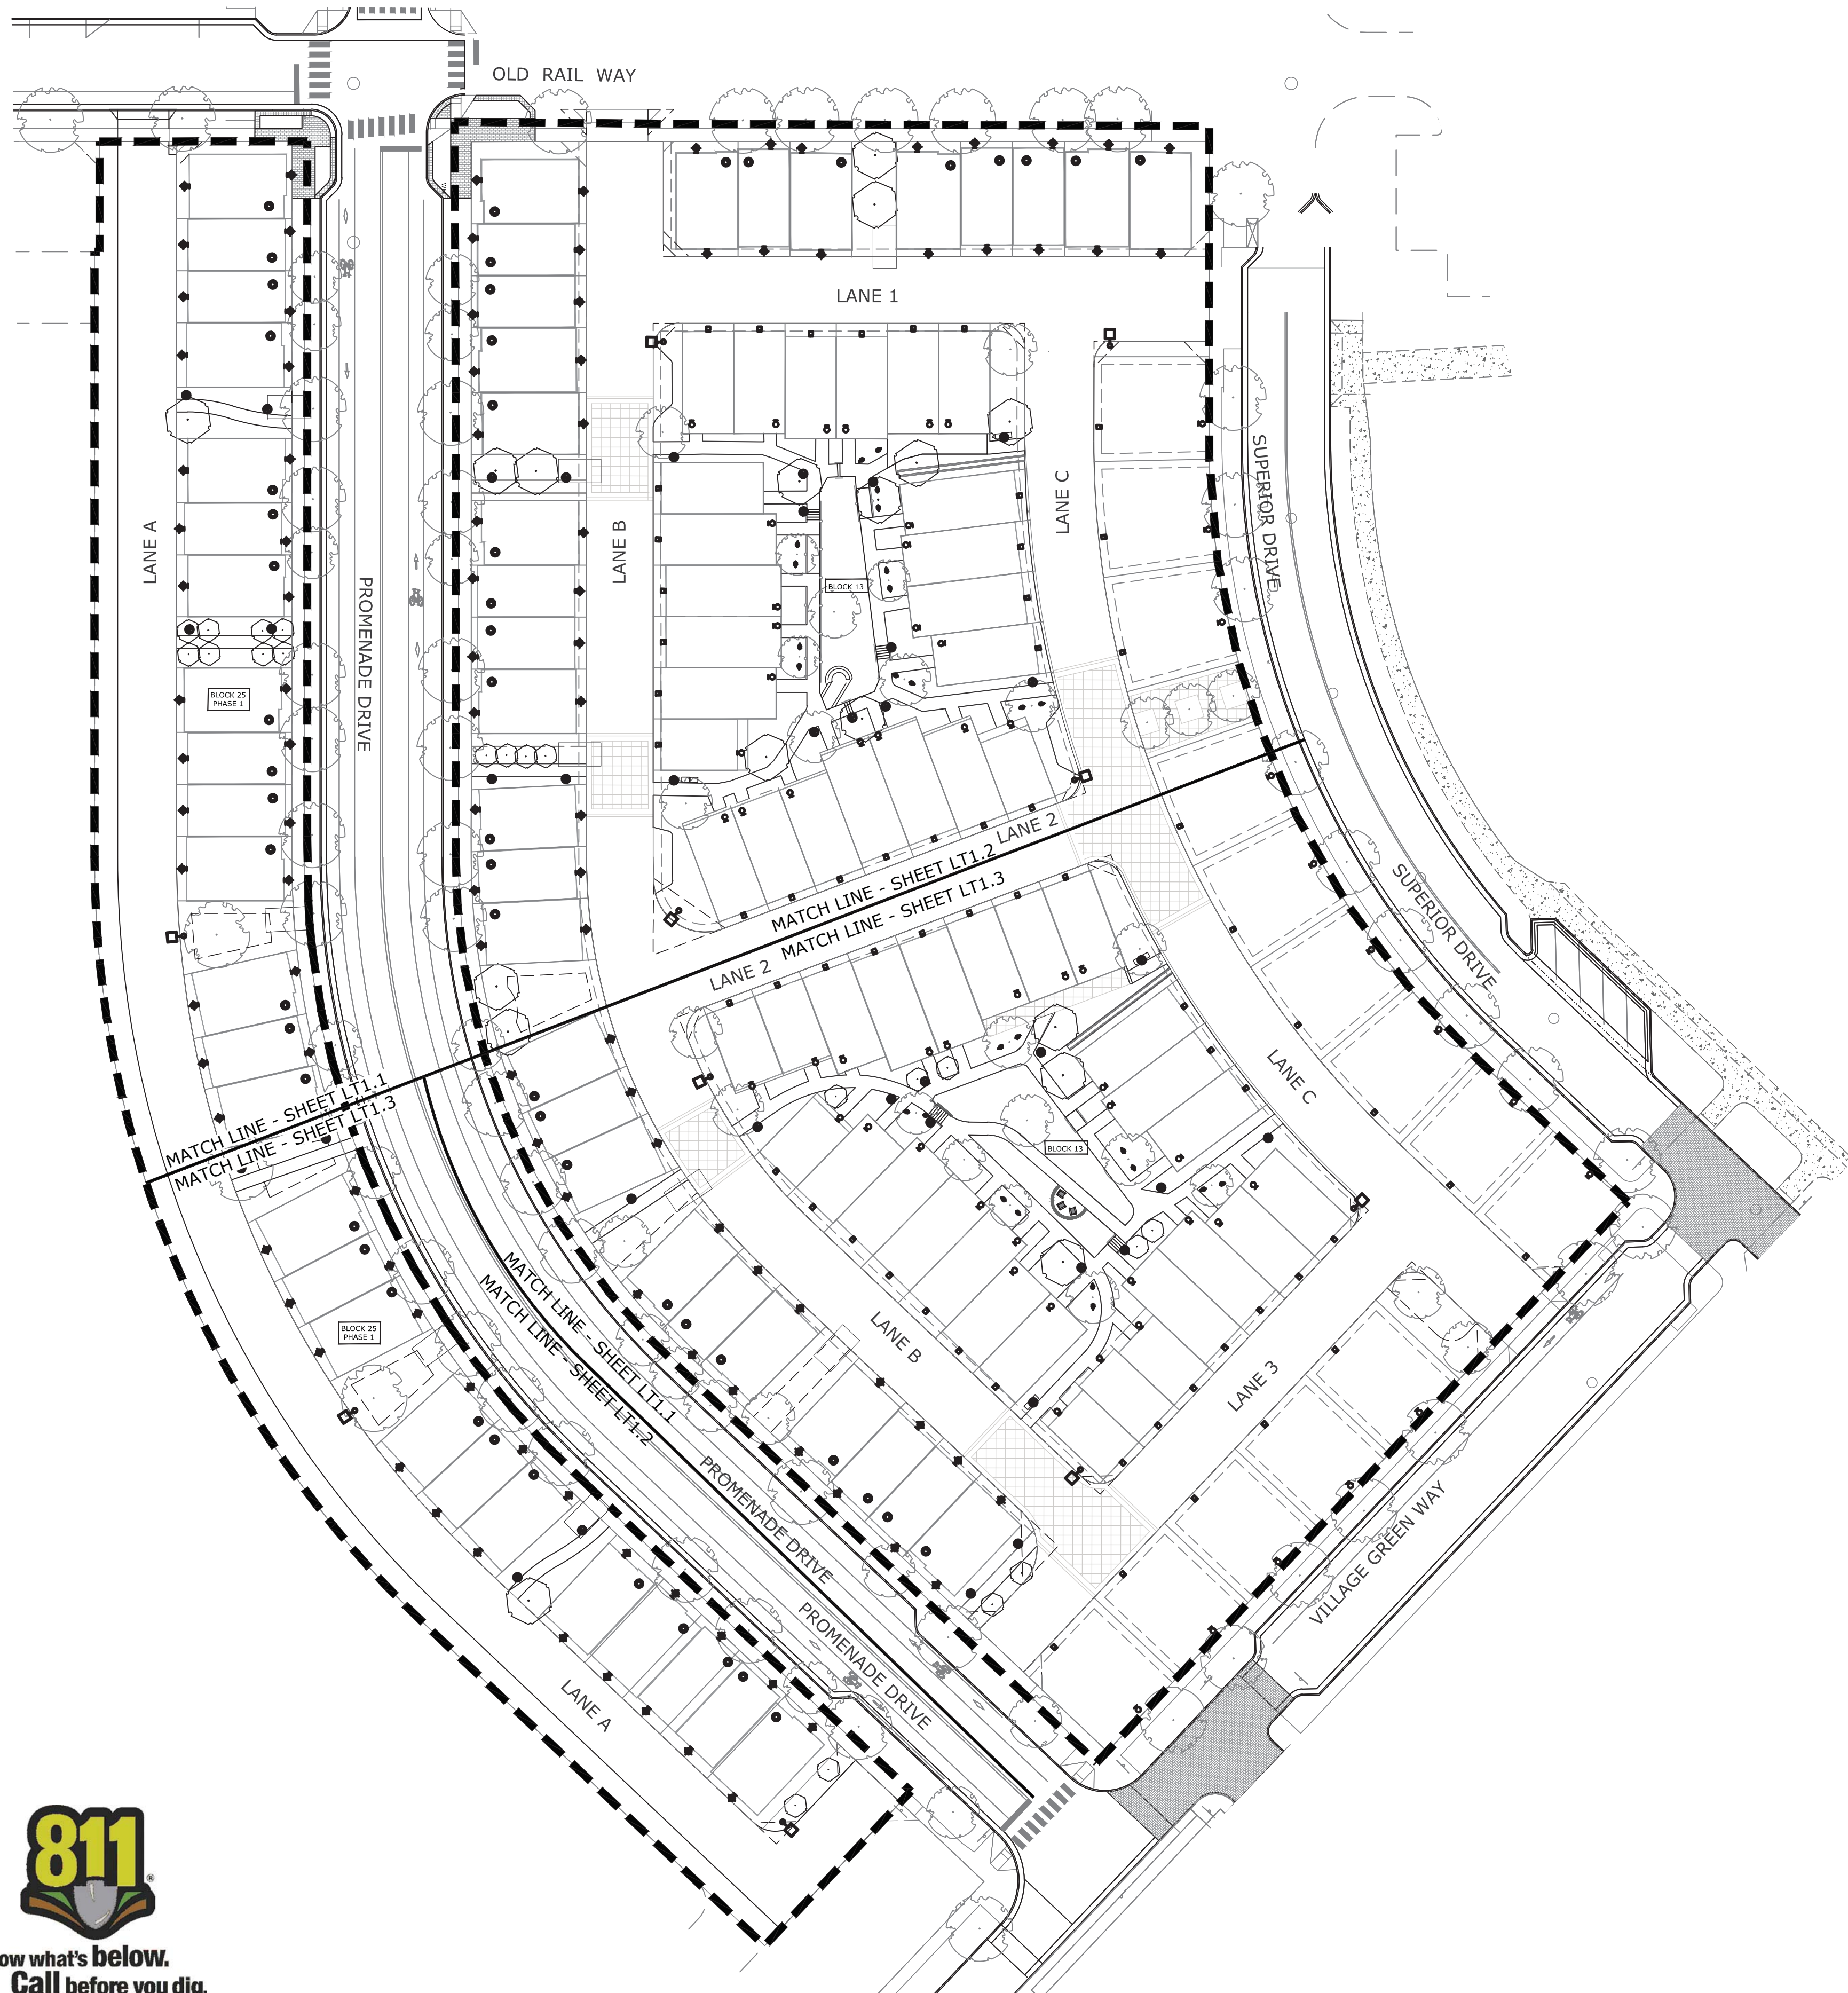 OLD RAIL WAY
LANE 1
LANE A
PROMENADE DRIVE
LANE B
LANE C
SUPERIOR DRIVE
BLOCK 13
BLOCK 25
PHASE 1
LANE 2
MATCH LINE - SHEET LT1.2
MATCH LINE - SHEET LT1.3
LANE 2
SUPERIOR DRIVE
MATCH LINE - SHEET LT1.1
MATCH LINE - SHEET LT1.3
LANE C
BLOCK 13
BLOCK 25
PHASE 1
MATCH LINE - SHEET LT1.1
MATCH LINE - SHEET LT1.2
LANE B
LANE 3
PROMENADE DRIVE
VILLAGE GREEN WAY
PROMENADE DRIVE
LANE A
811
ow what's below.
Call before you dig.